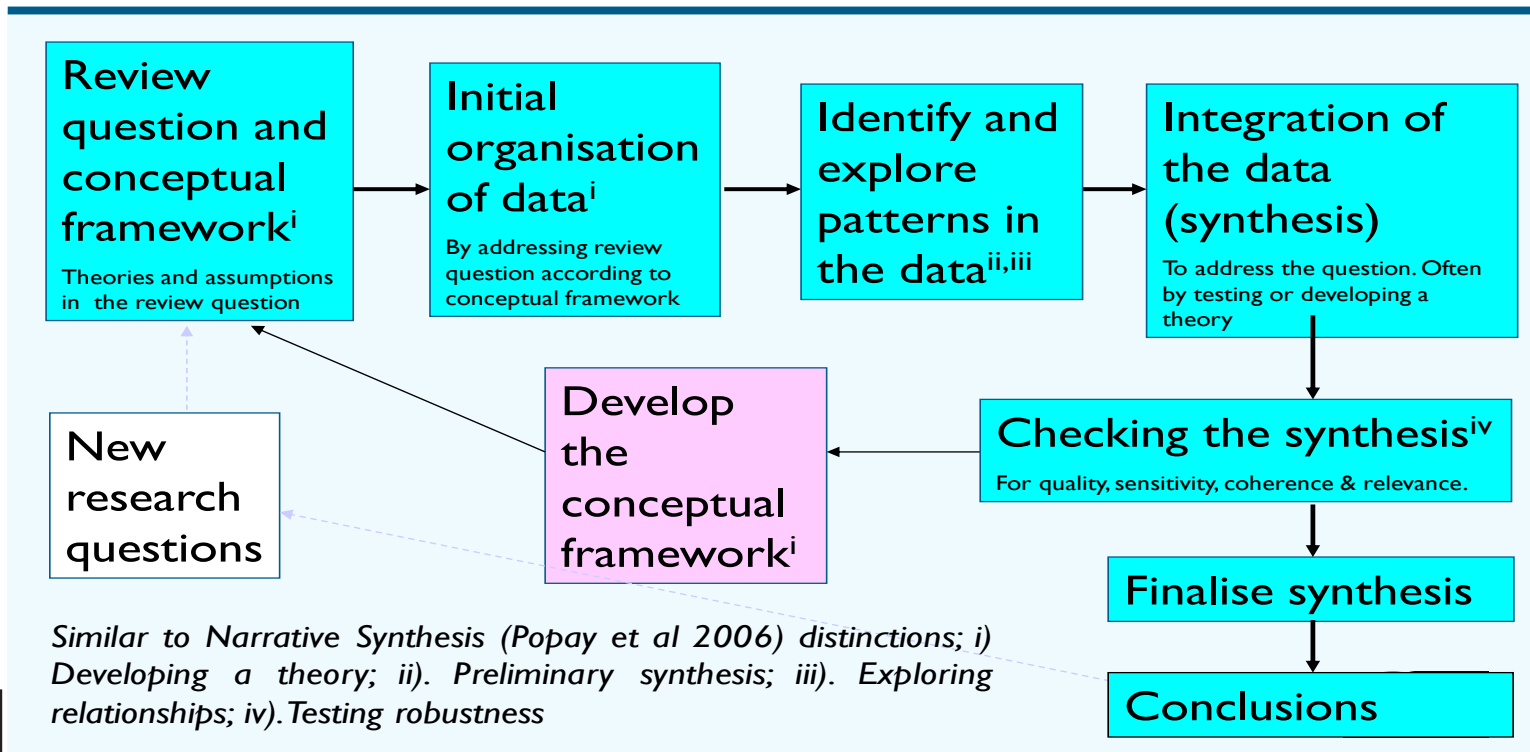 Review
question and
conceptual
frameworkⁱ
Theories and assumptions
in the review question
Initial
organisation
of dataⁱ
By addressing review
question according to
conceptual framework
Identify and
explore
patterns in
the dataⁱⁱ,ⁱⁱⁱ
Integration of
the data
(synthesis)
To address the question. Often
by testing or developing a
theory
New
research
questions
Develop
the
conceptual
frameworkⁱ
Checking the synthesisⁱᵛ
For quality, sensitivity, coherence & relevance.
Finalise synthesis
Conclusions
Similar to Narrative Synthesis (Popay et al 2006) distinctions; i)
Developing a theory; ii). Preliminary synthesis; iii). Exploring
relationships; iv). Testing robustness